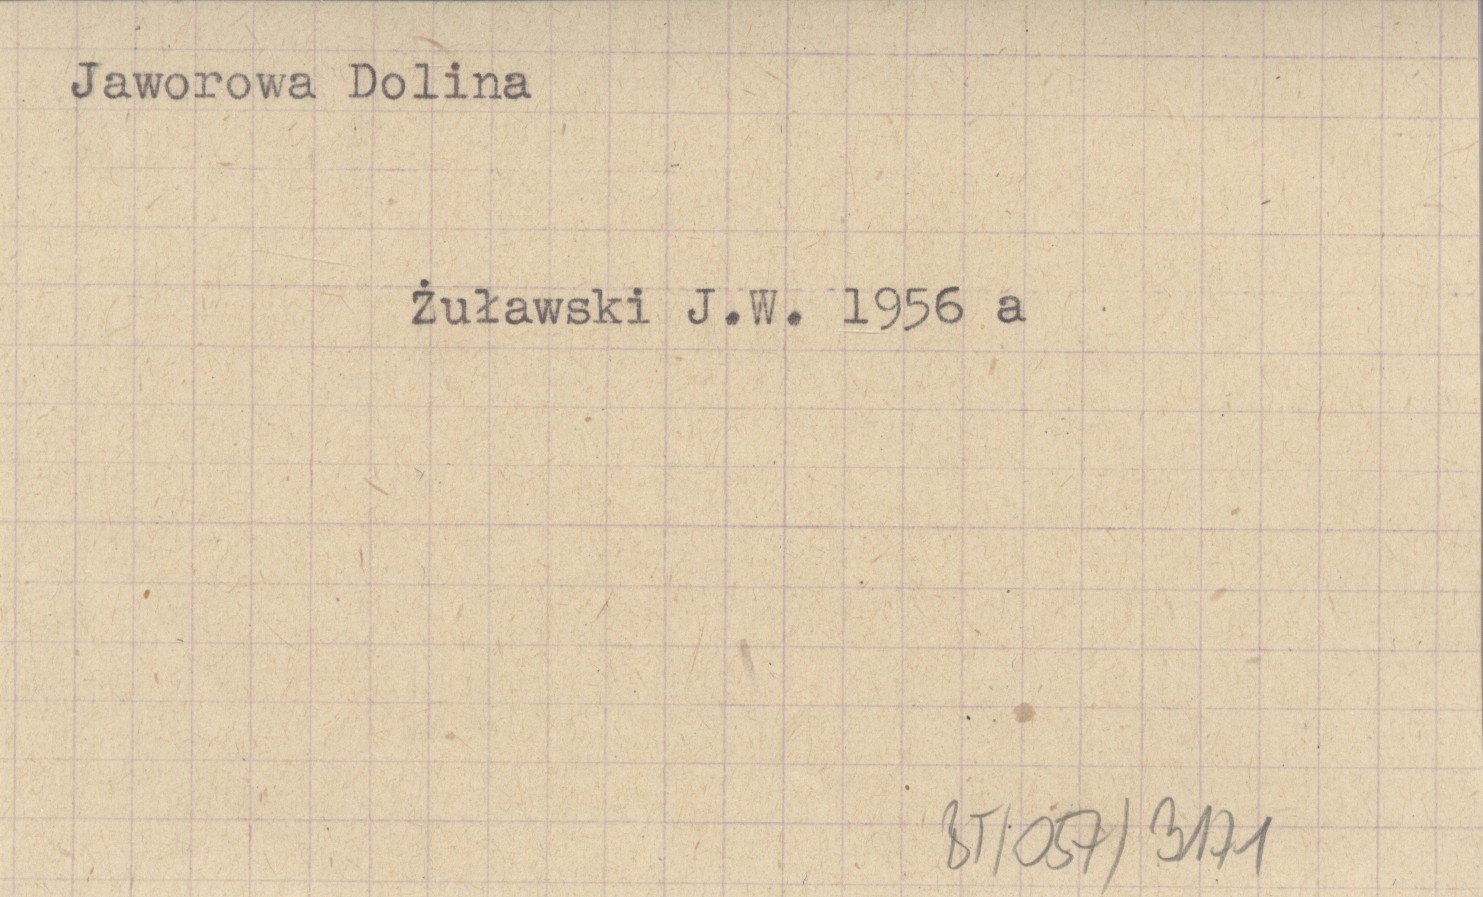 Jaworowa Dolina
Żuławski J.W. 1956 a
BT/057/3171